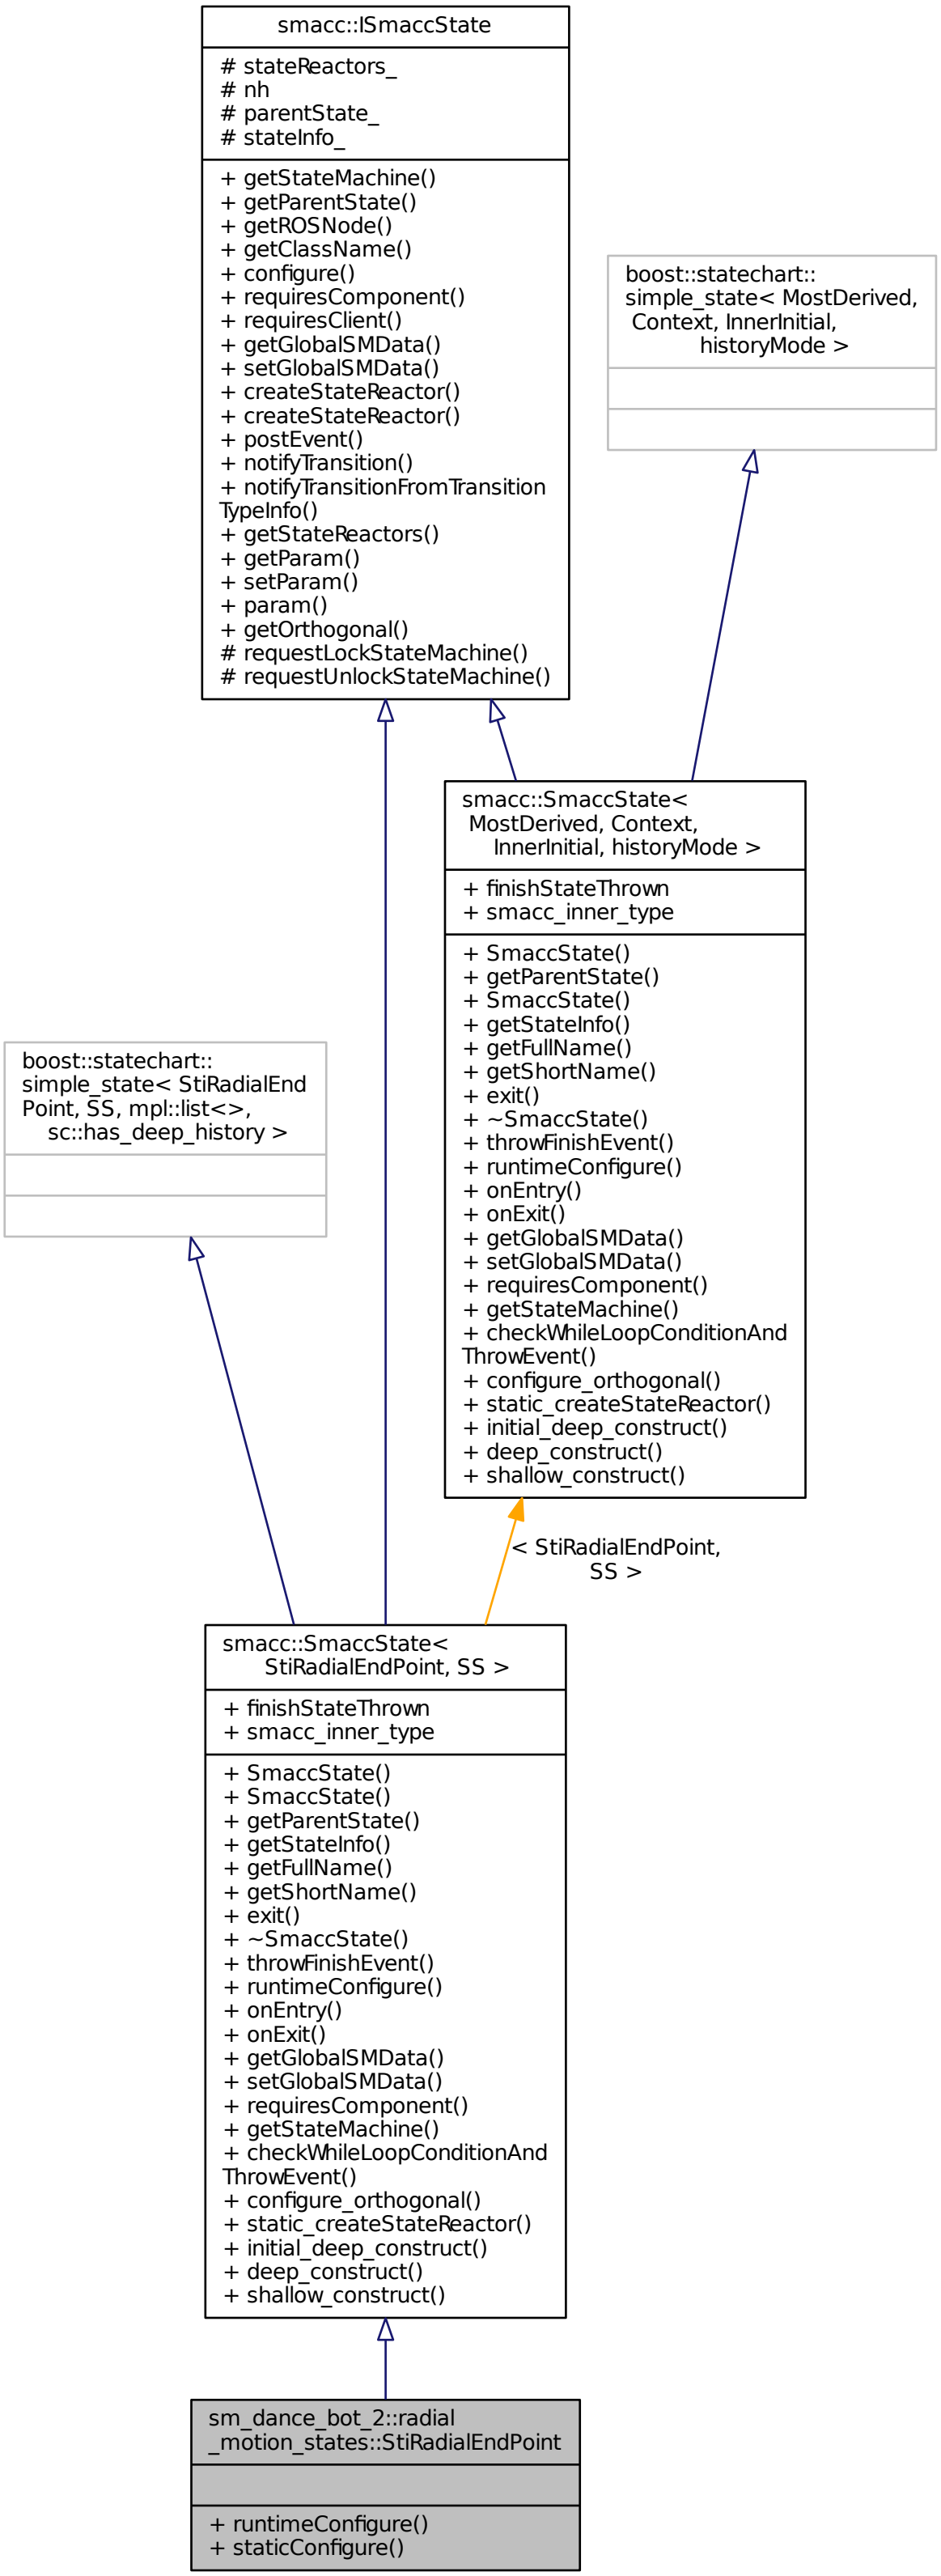 smacc::ISmaccState
# stateReactors_
# nh
# parentState_
# stateInfo_
+ getStateMachine()
+ getParentState()
+ getROSNode()
+ getClassName()
+ configure()
+ requiresComponent()
+ requiresClient()
+ getGlobalSMData()
+ setGlobalSMData()
+ createStateReactor()
+ createStateReactor()
+ postEvent()
+ notifyTransition()
+ notifyTransitionFromTransition
TypeInfo()
+ getStateReactors()
+ getParam()
+ setParam()
+ param()
+ getOrthogonal()
# requestLockStateMachine()
# requestUnlockStateMachine()
boost::statechart::
simple_state< MostDerived,
Context, InnerInitial,
historyMode >
smacc::SmaccState<
MostDerived, Context,
InnerInitial, historyMode >
+ finishStateThrown
+ smacc_inner_type
+ SmaccState()
+ getParentState()
+ SmaccState()
+ getStateInfo()
+ getFullName()
+ getShortName()
+ exit()
+ ~SmaccState()
+ throwFinishEvent()
+ runtimeConfigure()
+ onEntry()
+ onExit()
+ getGlobalSMData()
+ setGlobalSMData()
+ requiresComponent()
+ getStateMachine()
+ checkWhileLoopConditionAnd
ThrowEvent()
+ configure_orthogonal()
+ static_createStateReactor()
+ initial_deep_construct()
+ deep_construct()
+ shallow_construct()
boost::statechart::
simple_state< StiRadialEnd
Point, SS, mpl::list<>,
sc::has_deep_history >
< StiRadialEndPoint,
SS >
smacc::SmaccState<
StiRadialEndPoint, SS >
+ finishStateThrown
+ smacc_inner_type
+ SmaccState()
+ SmaccState()
+ getParentState()
+ getStateInfo()
+ getFullName()
+ getShortName()
+ exit()
+ ~SmaccState()
+ throwFinishEvent()
+ runtimeConfigure()
+ onEntry()
+ onExit()
+ getGlobalSMData()
+ setGlobalSMData()
+ requiresComponent()
+ getStateMachine()
+ checkWhileLoopConditionAnd
ThrowEvent()
+ configure_orthogonal()
+ static_createStateReactor()
+ initial_deep_construct()
+ deep_construct()
+ shallow_construct()
sm_dance_bot_2::radial
_motion_states::StiRadialEndPoint
+ runtimeConfigure()
+ staticConfigure()